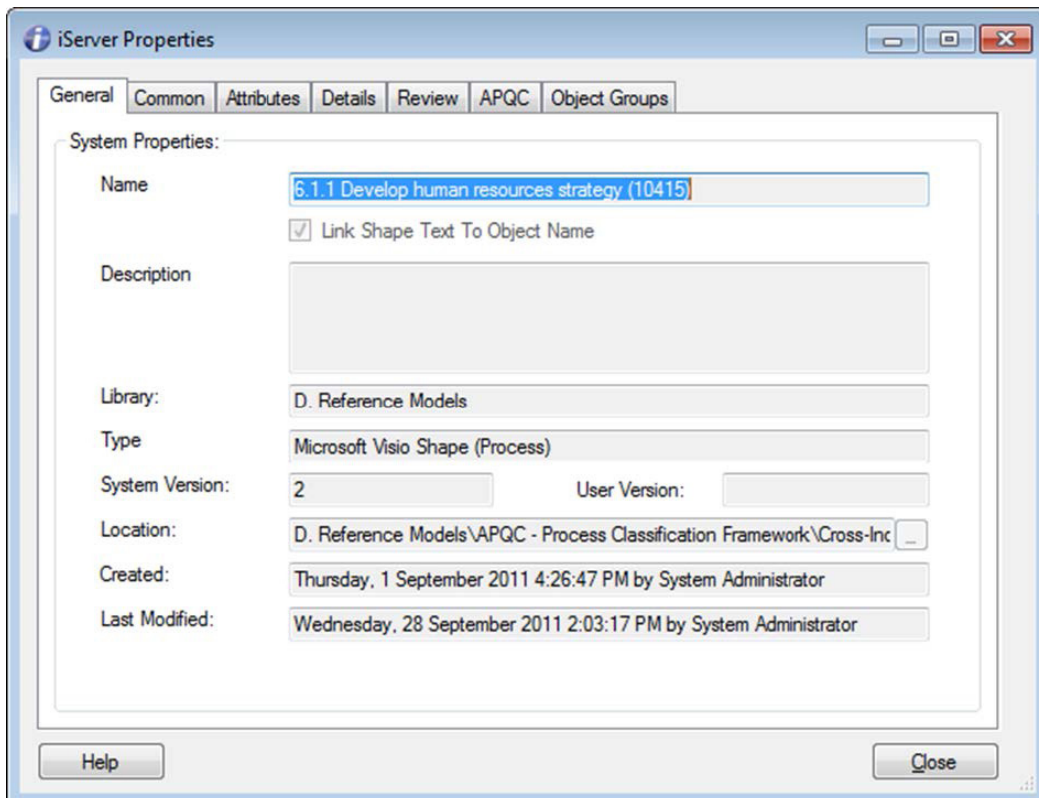 iServer Properties
General Common Attributes Details Review APQC Object Groups
System Properties:
Name 6.1.1 Develop human resources strategy (10415)
Link Shape Text To Object Name
Description
Library: D. Reference Models
Type Microsoft Visio Shape (Process)
System Version: 2 User Version:
Location: D. Reference Models\APQC - Process Classification Framework\Cross-Inc ...
Created: Thursday, 1 September 2011 4:26:47 PM by System Administrator
Last Modified: Wednesday, 28 September 2011 2:03:17 PM by System Administrator
Help Close